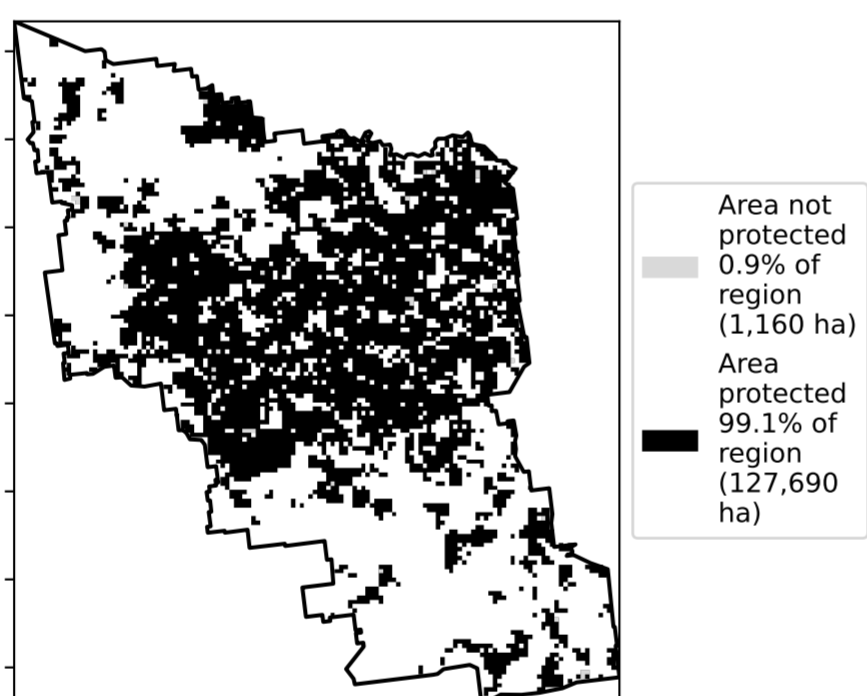 Area not
protected
0.9% of
region
(1,160 ha)
Area
protected
99.1% of
region
(127,690
ha)